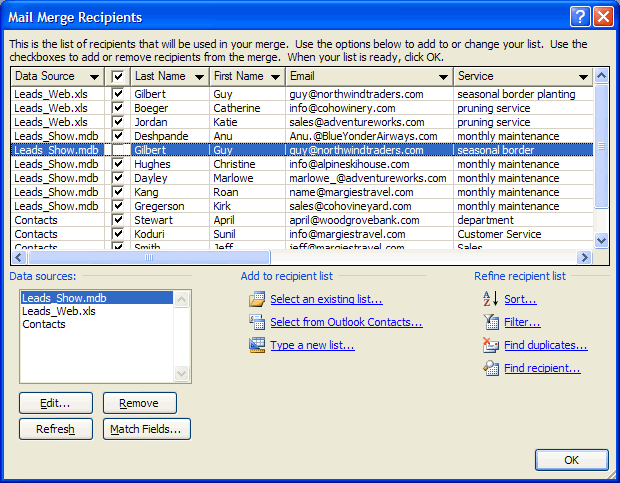 Mail Merge Recipients
This is the list of recipients that will be used in your merge. Use the options below to add to or change your list. Use the
checkboxes to add or remove recipients from the merge. When your list is ready, click OK.
Data Source Last Name First Name Email Service
Leads_Web.xls Gilbert Guy guy@northwindtraders.com seasonal border planting
Leads_Web.xls Boeger Catherine info@cohowinery.com pruning service
Leads_Web.xls Jordan Katie sales@adventureworks.com pruning service
Leads_Show.mdb Deshpande Anu Anu.@BlueYonderAirways.com monthly maintenance
Leads_Show.mdb Gilbert Guy guy@northwindtraders.com seasonal border
Leads_Show.mdb Hughes Christine info@alpineskihouse.com monthly maintenance
Leads_Show.mdb Dayley Marlowe marlowe_@adventureworks.com monthly maintenance
Leads_Show.mdb Kang Roan name@margiestravel.com monthly maintenance
Leads_Show.mdb Gregerson Kirk sales@cohovineyard.com monthly maintenance
Contacts Stewart April april@woodgrovebank.com department
Contacts Koduri Sunil info@margiestravel.com Customer Service
Contacts Smith Jeff jeff@margiestravel.com Sales
Data sources:
Leads_Show.mdb
Leads_Web.xls
Contacts
Edit... Remove
Refresh Match Fields...
Add to recipient list
Select an existing list...
Select from Outlook Contacts...
Type a new list...
Refine recipient list
Sort...
Filter...
Find duplicates...
Find recipient...
OK